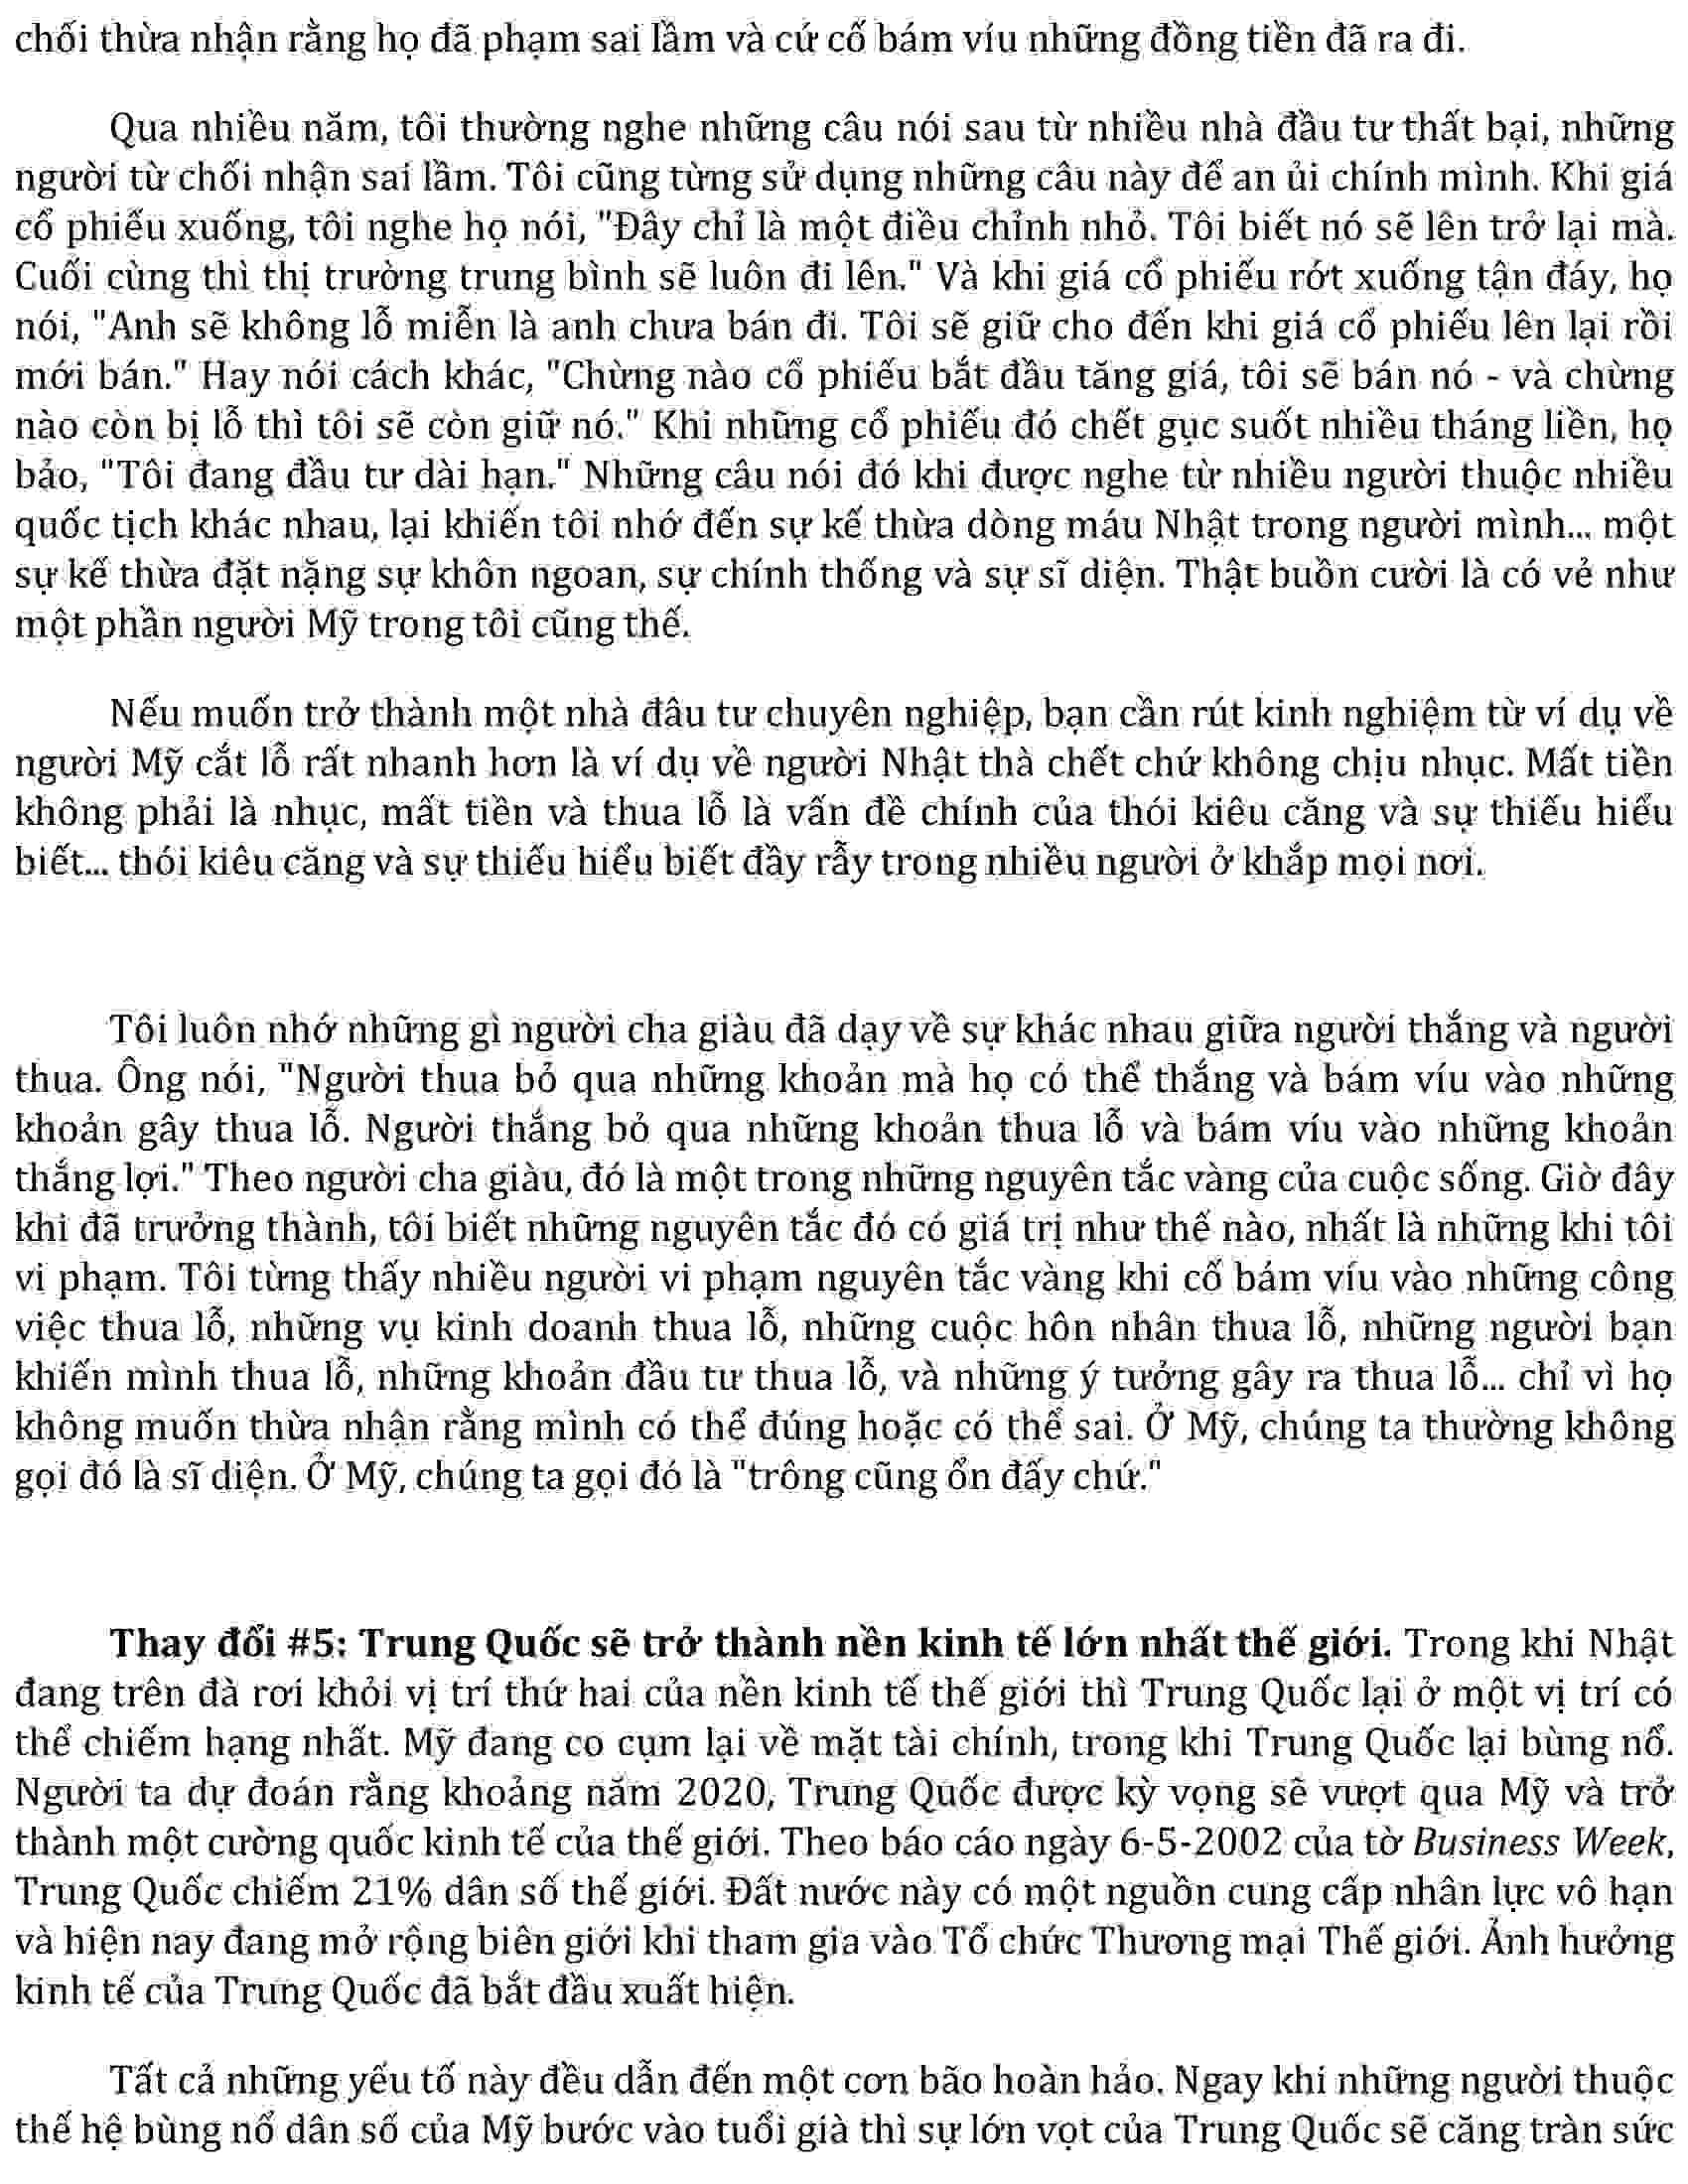 chối thừa nhận rằng họ đã phạm sai lầm và cứ cố bám víu những đồng tiền đã ra đi.
Qua nhiều năm, tôi thường nghe những câu nói sau từ nhiều nhà đầu tư thất bại, những
người từ chối nhận sai lầm. Tôi cũng từng sử dụng những câu này để an ủi chính mình. Khi giá
cổ phiếu xuống, tôi nghe họ nói, "Đây chỉ là một điều chỉnh nhỏ. Tôi biết nó sẽ lên trở lại mà.
Cuối cùng thì thị trường trung bình sẽ luôn đi lên." Và khi giá cổ phiếu rớt xuống tận đáy, họ
nói, "Anh sẽ không lỗ miễn là anh chưa bán đi. Tôi sẽ giữ cho đến khi giá cổ phiếu lên lại rồi
mới bán." Hay nói cách khác, "Chừng nào cổ phiếu bắt đầu tăng giá, tôi sẽ bán nó - và chừng
nào còn bị lỗ thì tôi sẽ còn giữ nó." Khi những cổ phiếu đó chết gục suốt nhiều tháng liền, họ
bảo, "Tôi đang đầu tư dài hạn." Những câu nói đó khi được nghe từ nhiều người thuộc nhiều
quốc tịch khác nhau, lại khiến tôi nhớ đến sự kế thừa dòng máu Nhật trong người mình... một
sự kế thừa đặt nặng sự khôn ngoan, sự chính thống và sự sĩ diện. Thật buồn cười là có vẻ như
một phần người Mỹ trong tôi cũng thế.
Nếu muốn trở thành một nhà đâu tư chuyên nghiệp, bạn cần rút kinh nghiệm từ ví dụ về
người Mỹ cắt lỗ rất nhanh hơn là ví dụ về người Nhật thà chết chứ không chịu nhục. Mất tiền
không phải là nhục, mất tiền và thua lỗ là vấn đề chính của thói kiêu căng và sự thiếu hiểu
biết... thói kiêu căng và sự thiếu hiểu biết đầy rẫy trong nhiều người ở khắp mọi nơi.
Tôi luôn nhớ những gì người cha giàu đã dạy về sự khác nhau giữa người thắng và người
thua. Ông nói, "Người thua bỏ qua những khoản mà họ có thể thắng và bám víu vào những
khoản gây thua lỗ. Người thắng bỏ qua những khoản thua lỗ và bám víu vào những khoản
thắng lợi." Theo người cha giàu, đó là một trong những nguyên tắc vàng của cuộc sống. Giờ đây
khi đã trưởng thành, tôi biết những nguyên tắc đó có giá trị như thế nào, nhất là những khi tôi
vi phạm. Tôi từng thấy nhiều người vi phạm nguyên tắc vàng khi cố bám víu vào những công
việc thua lỗ, những vụ kinh doanh thua lỗ, những cuộc hôn nhân thua lỗ, những người bạn
khiến mình thua lỗ, những khoản đầu tư thua lỗ, và những ý tưởng gây ra thua lỗ... chỉ vì họ
không muốn thừa nhận rằng mình có thể đúng hoặc có thể sai. Ở Mỹ, chúng ta thường không
gọi đó là sĩ diện. Ở Mỹ, chúng ta gọi đó là "trông cũng ổn đấy chứ."
Thay đổi #5: Trung Quốc sẽ trở thành nền kinh tế lớn nhất thế giới. Trong khi Nhật
đang trên đà rơi khỏi vị trí thứ hai của nền kinh tế thế giới thì Trung Quốc lại ở một vị trí có
thể chiếm hạng nhất. Mỹ đang co cụm lại về mặt tài chính, trong khi Trung Quốc lại bùng nổ.
Người ta dự đoán rằng khoảng năm 2020, Trung Quốc được kỳ vọng sẽ vượt qua Mỹ và trở
thành một cường quốc kinh tế của thế giới. Theo báo cáo ngày 6-5-2002 của tờ Business Week,
Trung Quốc chiếm 21% dân số thế giới. Đất nước này có một nguồn cung cấp nhân lực vô hạn
và hiện nay đang mở rộng biên giới khi tham gia vào Tổ chức Thương mại Thế giới. Ảnh hưởng
kinh tế của Trung Quốc đã bắt đầu xuất hiện.
Tất cả những yếu tố này đều dẫn đến một cơn bão hoàn hảo. Ngay khi những người thuộc
thế hệ bùng nổ dân số của Mỹ bước vào tuổi già thì sự lớn vọt của Trung Quốc sẽ căng tràn sức